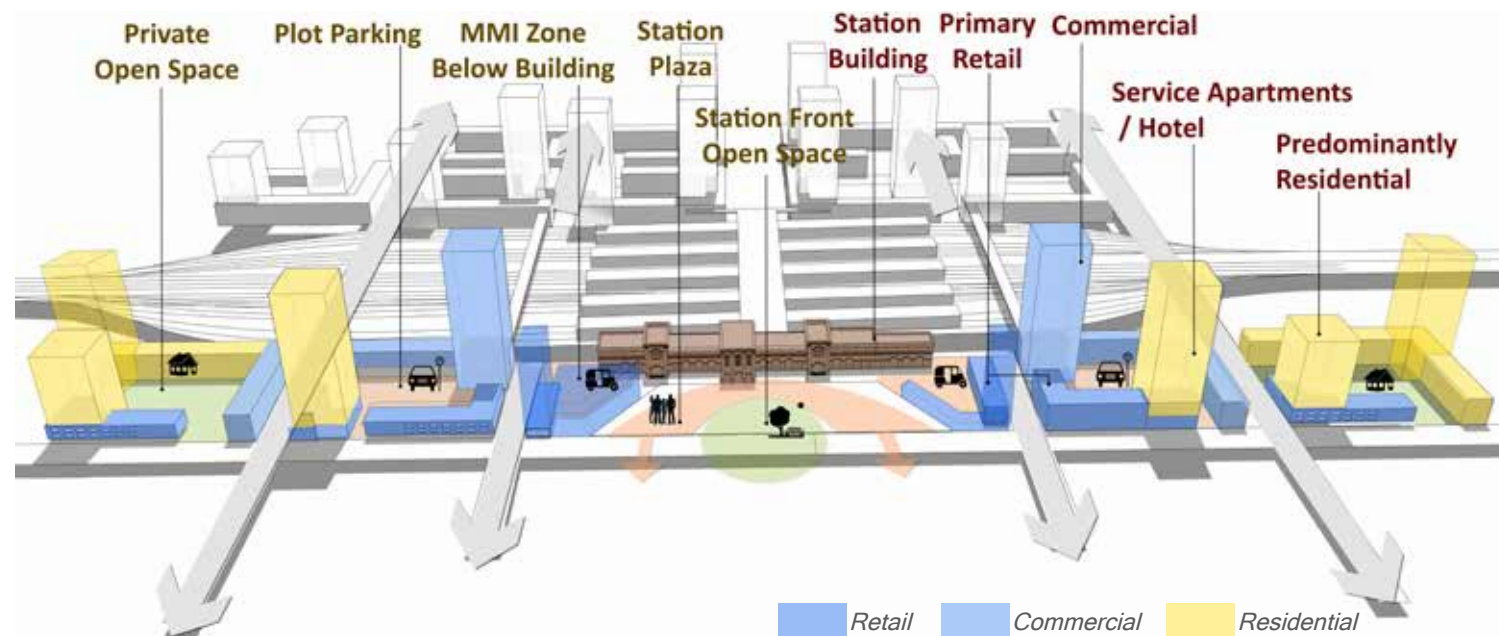 Private
Open Space
Plot Parking
MMI Zone
Below Building
Station
Plaza
Station Front
Open Space
Station
Building
Primary
Retail
Commercial
Service Apartments
/ Hotel
Predominantly
Residential
Retail
Commercial
Residential